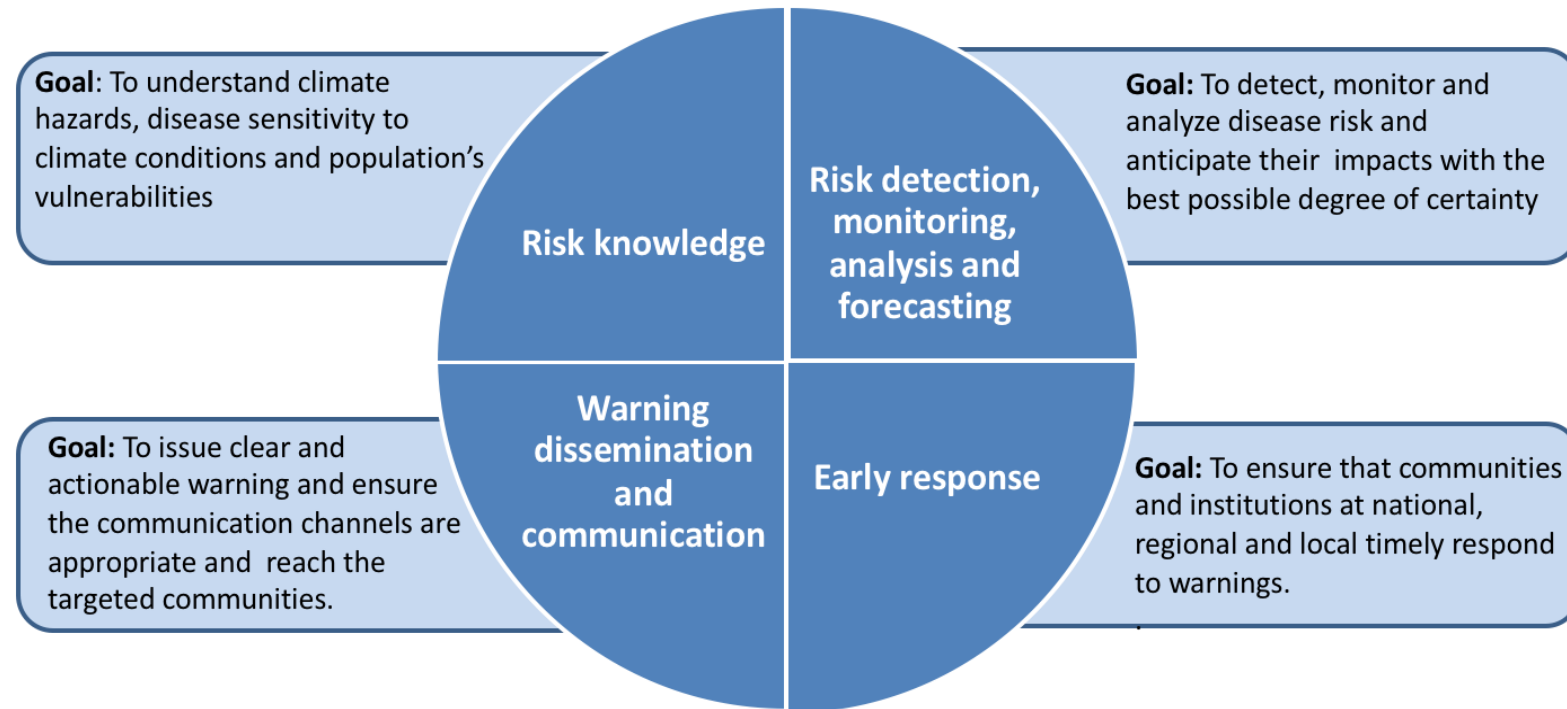 Goal: To understand climate
hazards, disease sensitivity to
climate conditions and population’s
vulnerabilities
Risk knowledge
Risk detection,
monitoring,
analysis and
forecasting
Goal: To detect, monitor and
analyze disease risk and
anticipate their  impacts with the
best possible degree of certainty
Goal: To issue clear and
actionable warning and ensure
the communication channels are
appropriate and  reach the
targeted communities.
Warning
dissemination
and
communication
Early response
Goal: To ensure that communities
and institutions at national,
regional and local timely respond
to warnings.
.